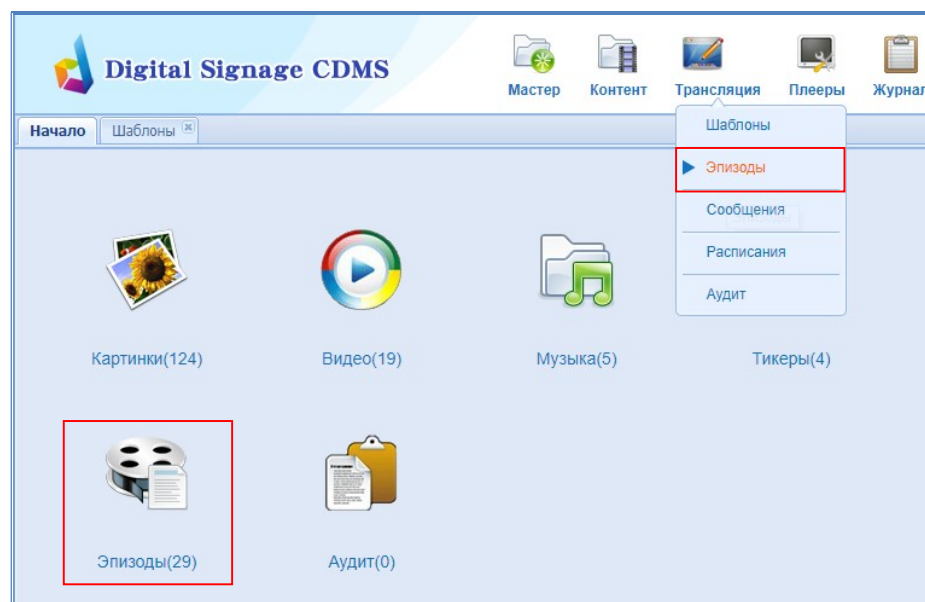 Digital Signage CDMS
Мастер
Контент
Трансляция
Плееры
Журнал
Начало
Шаблоны
Шаблоны
Эпизоды
Сообщения
Расписания
Аудит
Картинки(124)
Видео(19)
Музыка(5)
Тикеры(4)
Эпизоды(29)
Аудит(0)